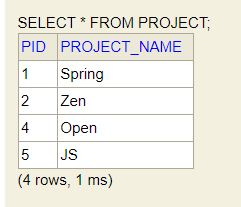 SELECT * FROM PROJECT;
PID PROJECT_NAME
1 Spring
2 Zen
4 Open
5 JS
(4 rows, 1 ms)